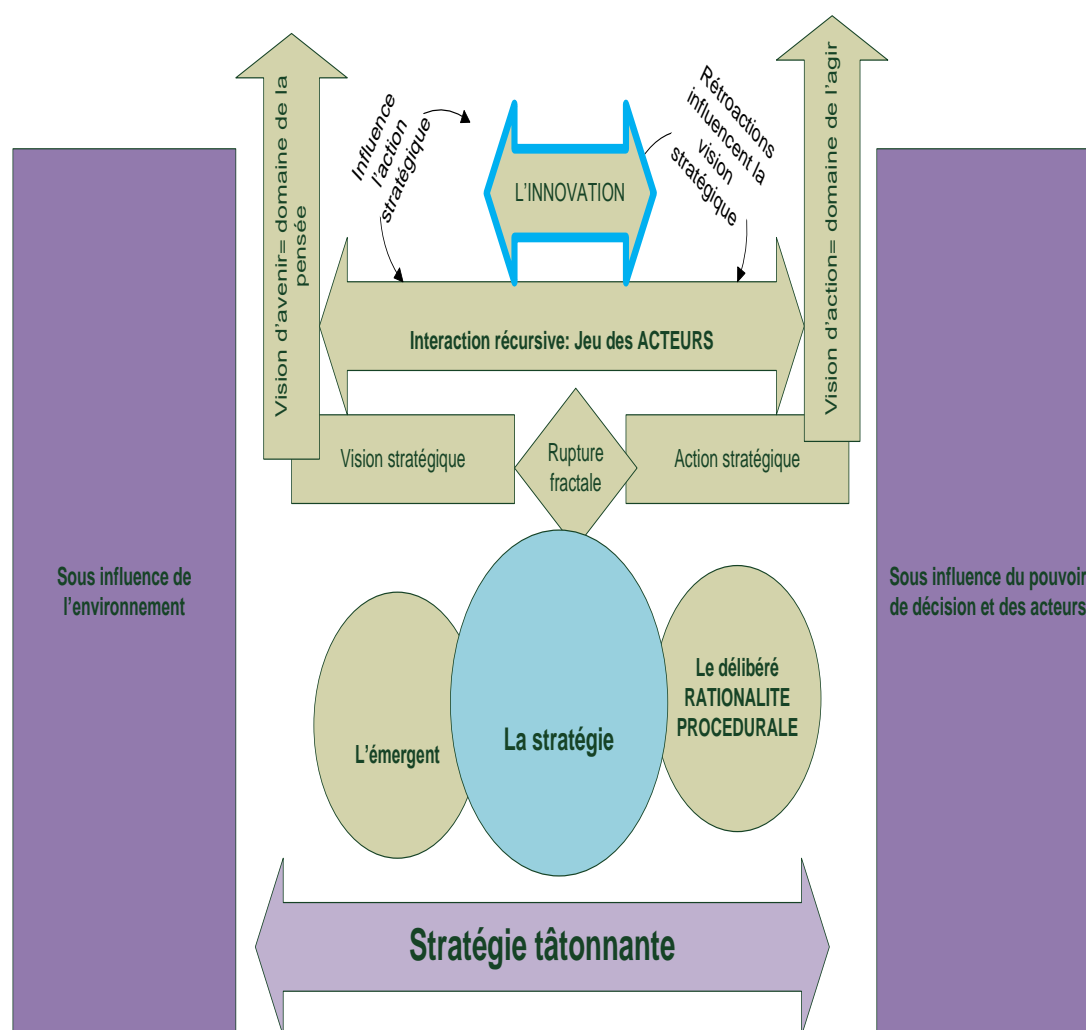 Vision d'avenir= domaine de la
pensée
Influence
l'action
stratégique
L'INNOVATION
Rétroactions
influencent la
vision
stratégique
Vision d'action= domaine de l'agir
Interaction récursive: Jeu des ACTEURS
Vision stratégique
Rupture
fractale
Action stratégique
Sous influence de
l'environnement
Sous influence du pouvoir
de décision et des acteurs
L'émergent
La stratégie
Le délibéré
RATIONALITE
PROCEDURALE
Stratégie tâtonnante